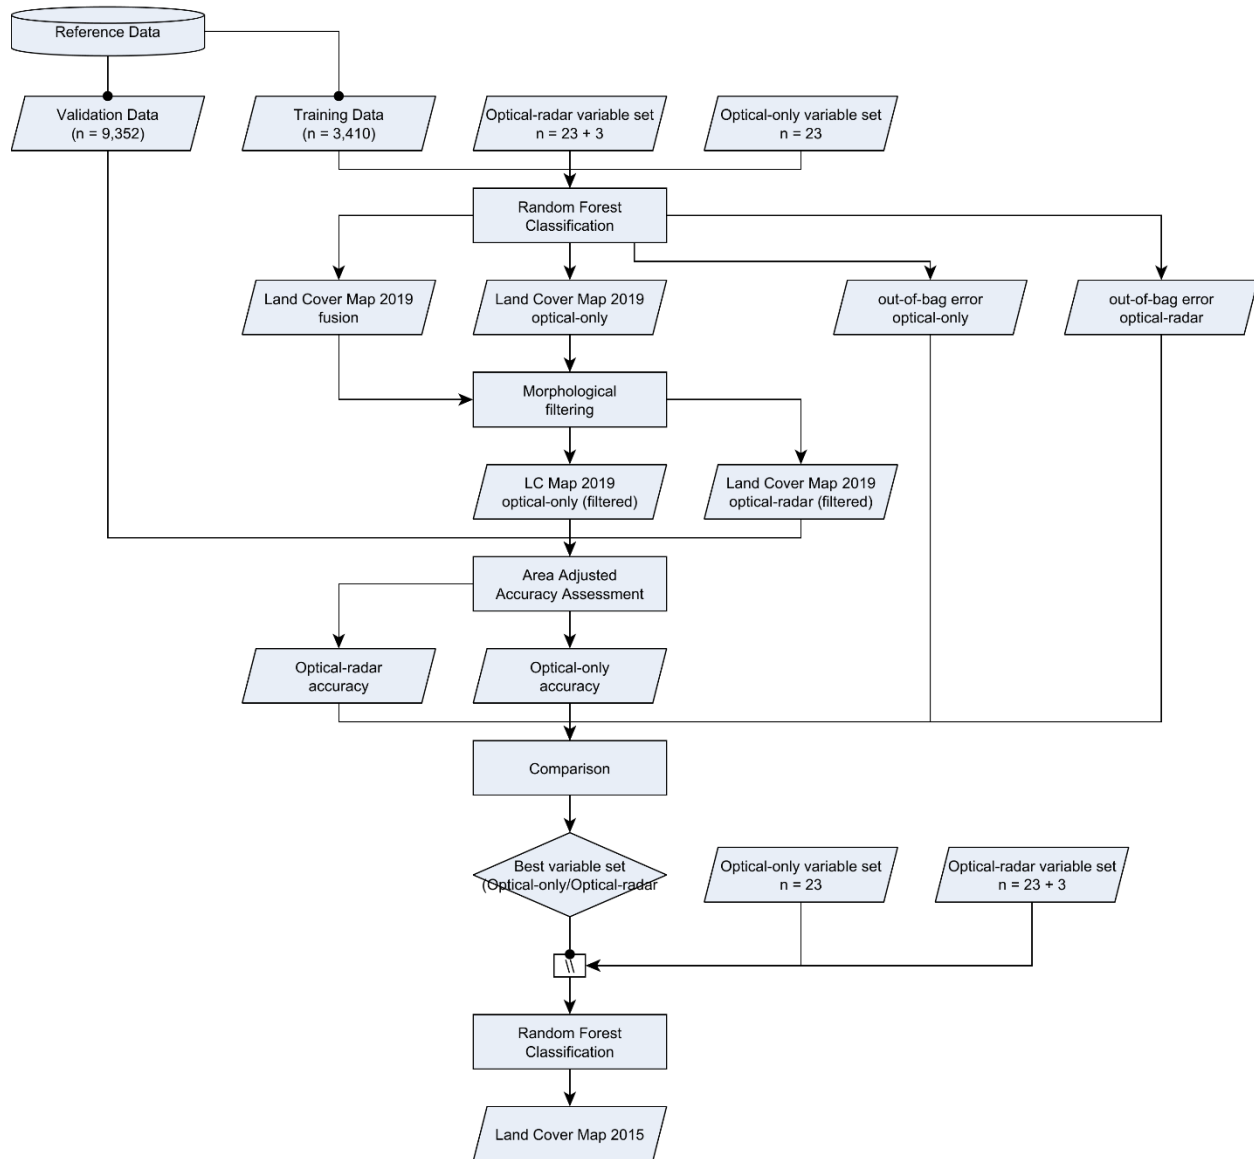 Reference Data
Validation Data
(n = 9,352)
Training Data
(n = 3,410)
Optical-radar variable set
n = 23 + 3
Optical-only variable set
n = 23
Random Forest
Classification
Land Cover Map 2019
fusion
Land Cover Map 2019
optical-only
out-of-bag error
optical-only
out-of-bag error
optical-radar
Morphological
filtering
LC Map 2019
optical-only (filtered)
Land Cover Map 2019
optical-radar (filtered)
Area Adjusted
Accuracy Assessment
Optical-radar
accuracy
Optical-only
accuracy
Comparison
Best variable set
(Optical-only/Optical-radar
Optical-only variable set
n = 23
Optical-radar variable set
n = 23 + 3
\\
Random Forest
Classification
Land Cover Map 2015